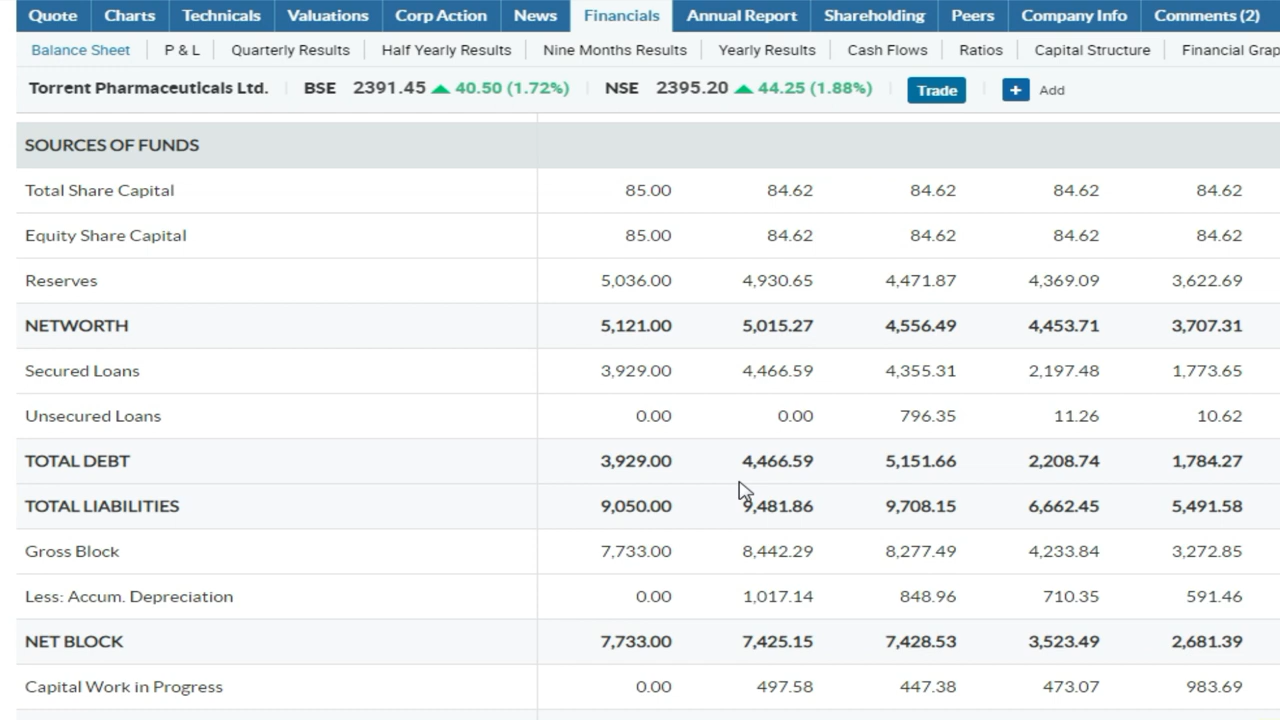 Quote Charts Technicals Valuations Corp Action News Financials Annual Report Shareholding Peers Company Info Comments (2)
Balance Sheet P & L Quarterly Results Half Yearly Results Nine Months Results Yearly Results Cash Flows Ratios Capital Structure Financial Grap
Torrent Pharmaceuticals Ltd. BSE 2391.45 40.50 (1.72%) NSE 2395.20 44.25 (1.88%) Trade + Add
SOURCES OF FUNDS
Total Share Capital 85.00 84.62 84.62 84.62 84.62
Equity Share Capital 85.00 84.62 84.62 84.62 84.62
Reserves 5,036.00 4,930.65 4,471.87 4,369.09 3,622.69
NETWORTH 5,121.00 5,015.27 4,556.49 4,453.71 3,707.31
Secured Loans 3,929.00 4,466.59 4,355.31 2,197.48 1,773.65
Unsecured Loans 0.00 0.00 796.35 11.26 10.62
TOTAL DEBT 3,929.00 4,466.59 5,151.66 2,208.74 1,784.27
TOTAL LIABILITIES 9,050.00 9,481.86 9,708.15 6,662.45 5,491.58
Gross Block 7,733.00 8,442.29 8,277.49 4,233.84 3,272.85
Less: Accum. Depreciation 0.00 1,017.14 848.96 710.35 591.46
NET BLOCK 7,733.00 7,425.15 7,428.53 3,523.49 2,681.39
Capital Work in Progress 0.00 497.58 447.38 473.07 983.69